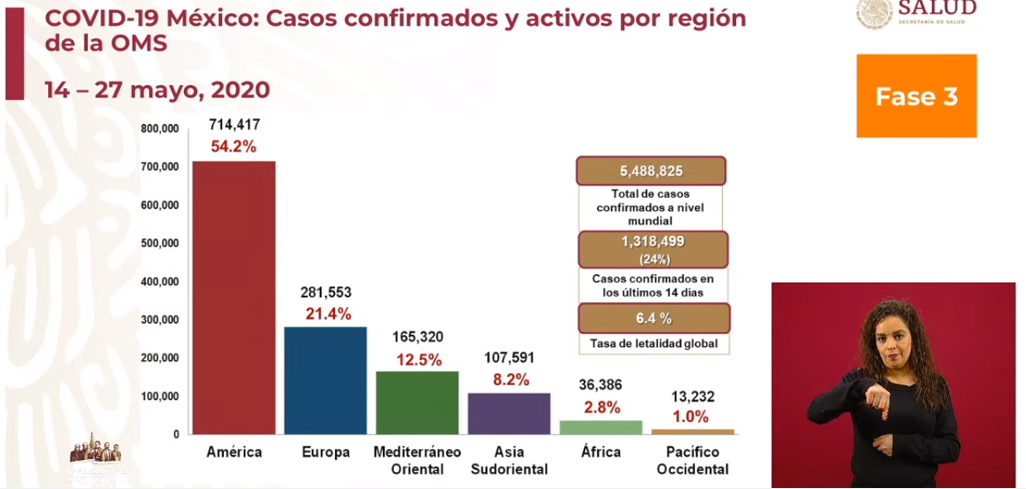 COVID-19 México: Casos confirmados y activos por región
de la OMS
14 – 27 mayo, 2020
SALUD
SECRETARÍA DE SALUD
Fase 3
800,000
700,000
600,000
500,000
400,000
300,000
200,000
100,000
0
714,417
54.2%
281,553
21.4%
165,320
12.5%
107,591
8.2%
36,386
2.8%
13,232
1.0%
América
Europa
Mediterráneo
Oriental
Asia
Sudoriental
África
Pacífico
Occidental
5,488,825
Total de casos
confirmados a nivel
mundial
1,318,499
(24%)
Casos confirmados en
los últimos 14 dias
6.4 %
Tasa de letalidad global